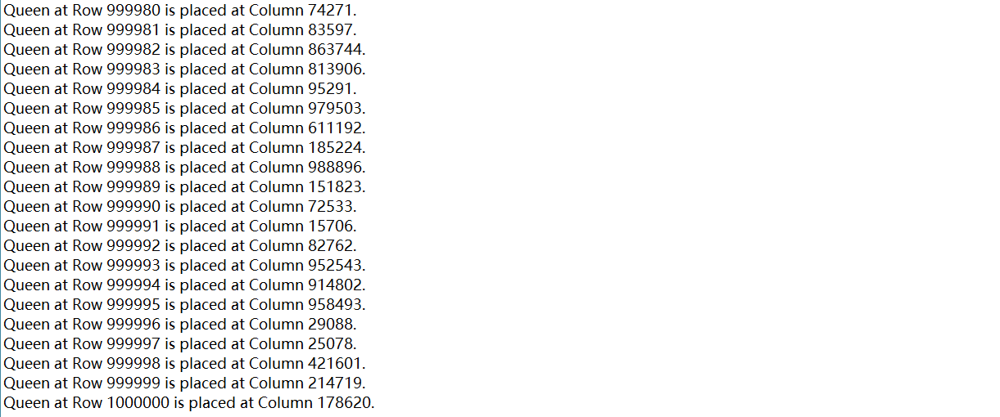 Queen at Row 999980 is placed at Column 74271.
Queen at Row 999981 is placed at Column 83597.
Queen at Row 999982 is placed at Column 863744.
Queen at Row 999983 is placed at Column 813906.
Queen at Row 999984 is placed at Column 95291.
Queen at Row 999985 is placed at Column 979503.
Queen at Row 999986 is placed at Column 611192.
Queen at Row 999987 is placed at Column 185224.
Queen at Row 999988 is placed at Column 988896.
Queen at Row 999989 is placed at Column 151823.
Queen at Row 999990 is placed at Column 72533.
Queen at Row 999991 is placed at Column 15706.
Queen at Row 999992 is placed at Column 82762.
Queen at Row 999993 is placed at Column 952543.
Queen at Row 999994 is placed at Column 914802.
Queen at Row 999995 is placed at Column 958493.
Queen at Row 999996 is placed at Column 29088.
Queen at Row 999997 is placed at Column 25078.
Queen at Row 999998 is placed at Column 421601.
Queen at Row 999999 is placed at Column 214719.
Queen at Row 1000000 is placed at Column 178620.